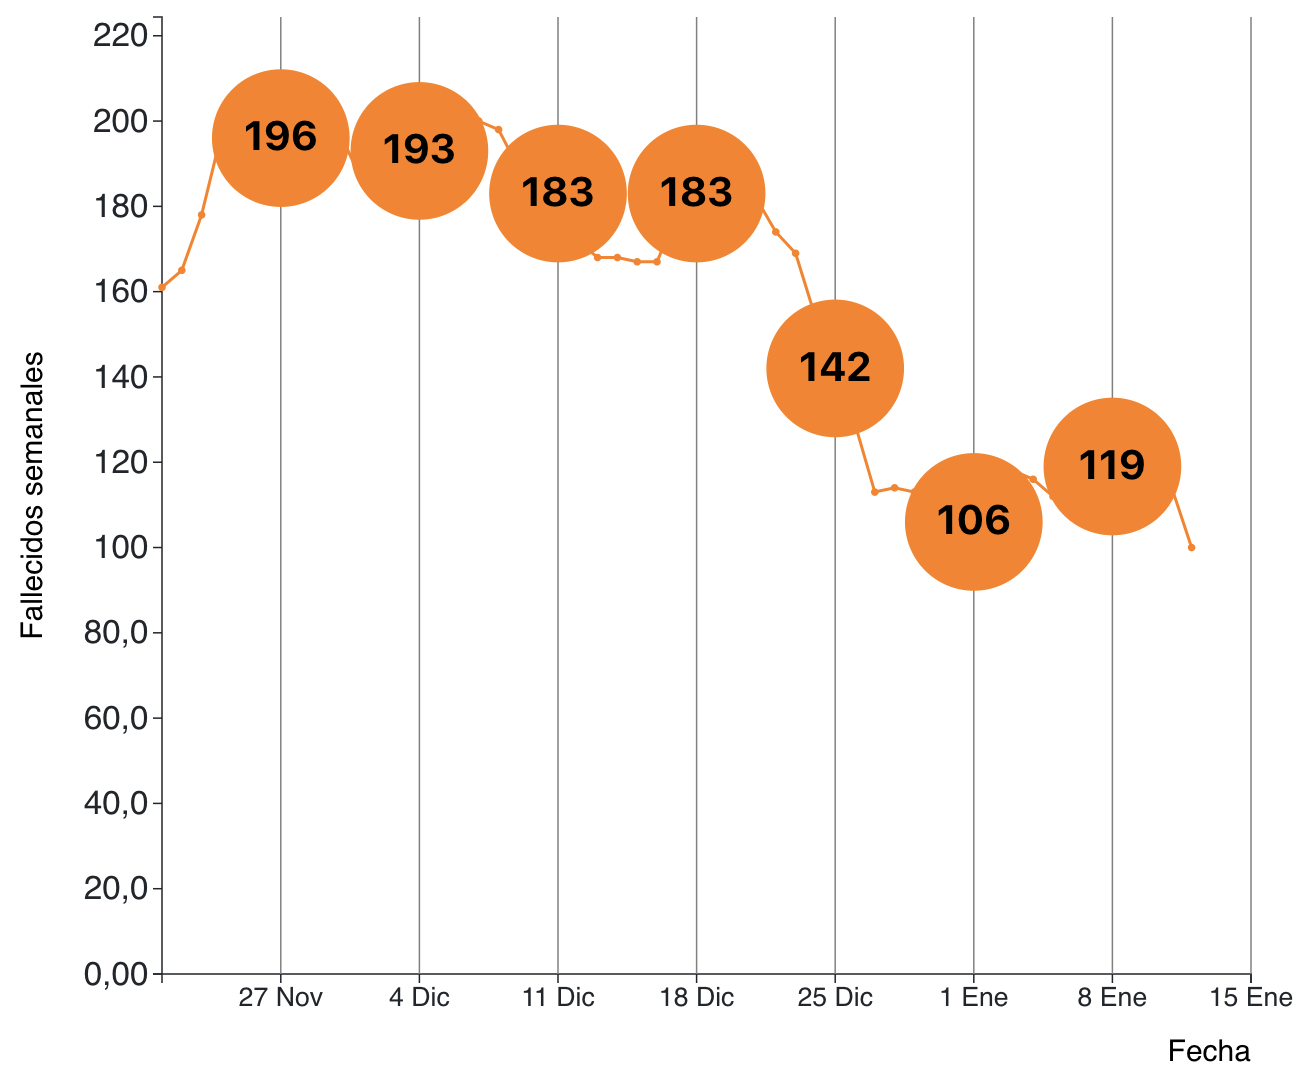 220
200
180
160
140
120
100
80,0
60,0
40,0
20,0
0,00
Fallecidos semanales
196
193
183
183
142
106
119
27 Nov
4 Dic
11 Dic
18 Dic
25 Dic
1 Ene
8 Ene
15 Ene
Fecha